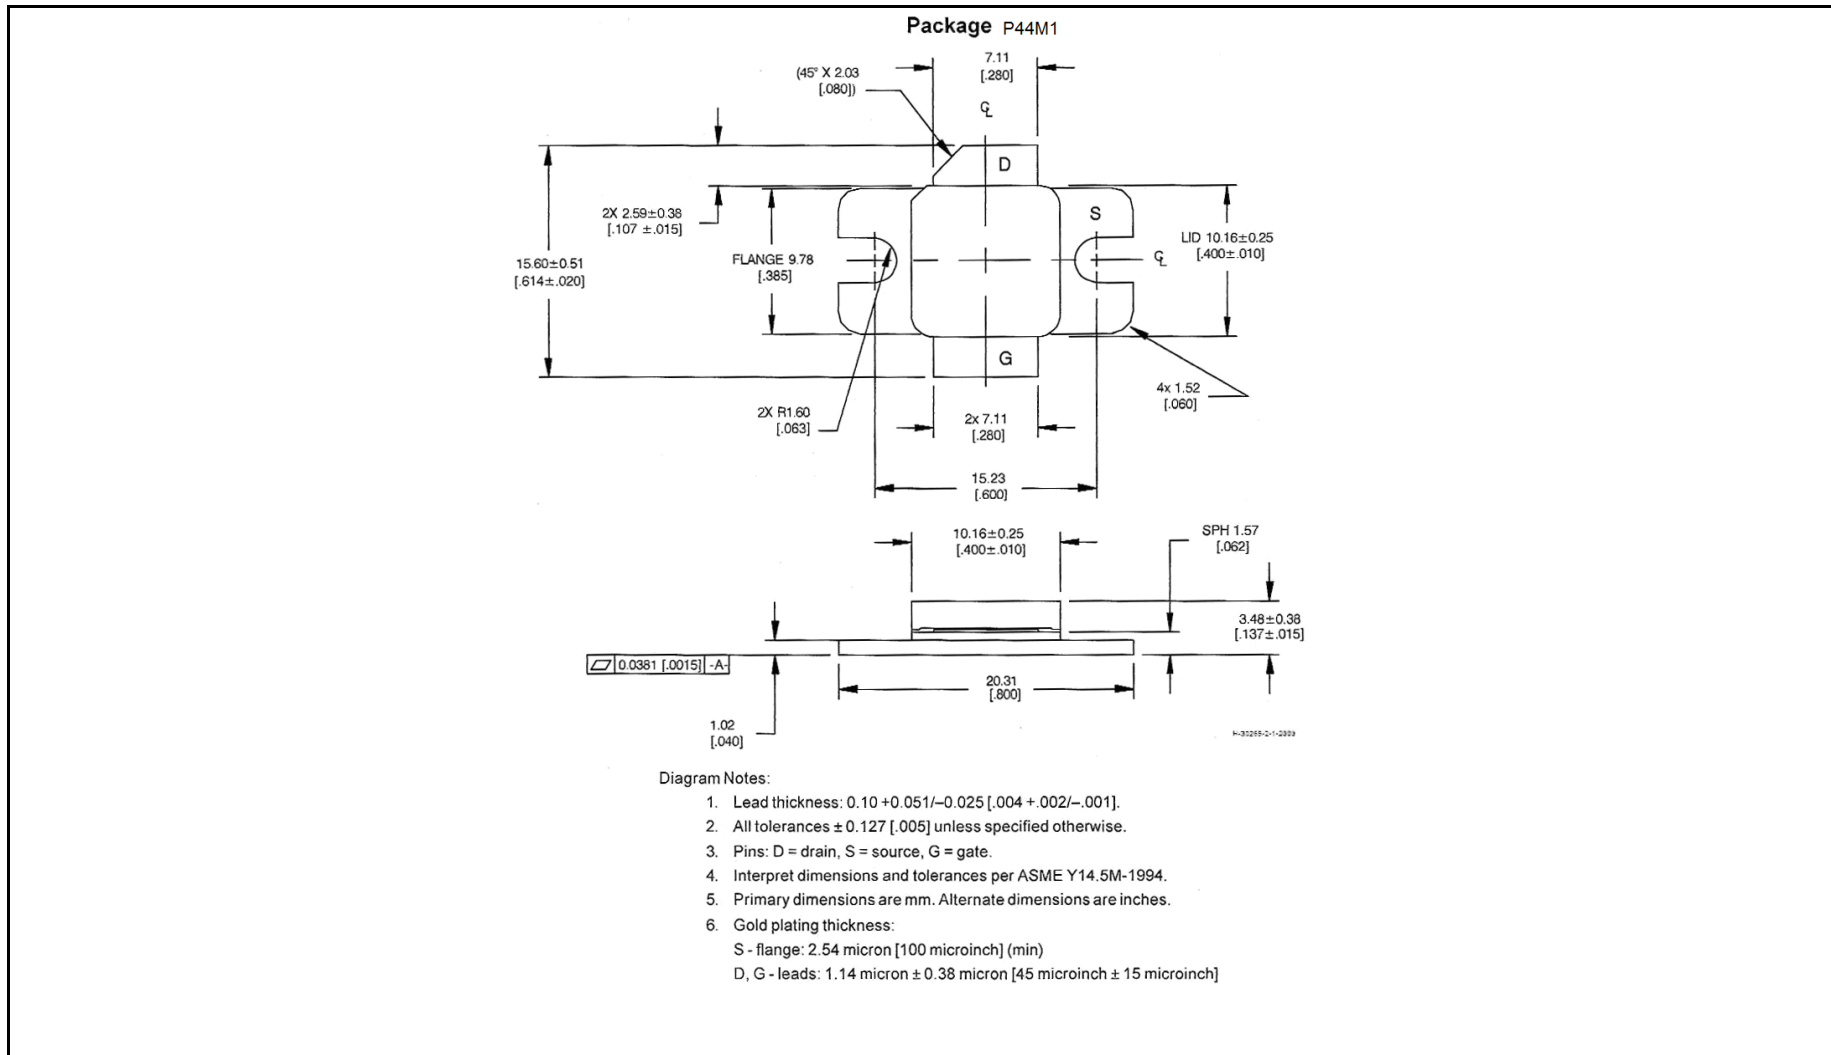 Package P44M1
7.11
[.280]
(45° X 2.03
[.080])
℄
D
2X 2.59±0.38
[.107 ±.015]
S
LID 10.16±0.25
[.400±.010]
FLANGE 9.78
[.385]
℄
15.60±0.51
[.614±.020]
G
4x 1.52
[.060]
2X R1.60
[.063]
2x 7.11
[.280]
15.23
[.600]
10.16±0.25
[.400±.010]
SPH 1.57
[.062]
3.48±0.38
[.137±.015]
0.0381 [.0015] -A-
20.31
[.800]
1.02
[.040]
Diagram Notes:
1. Lead thickness: 0.10 +0.051/–0.025 [.004 +.002/–.001].
2. All tolerances ± 0.127 [.005] unless specified otherwise.
3. Pins: D = drain, S = source, G = gate.
4. Interpret dimensions and tolerances per ASME Y14.5M-1994.
5. Primary dimensions are mm. Alternate dimensions are inches.
6. Gold plating thickness:
S - flange: 2.54 micron [100 microinch] (min)
D, G - leads: 1.14 micron ± 0.38 micron [45 microinch ± 15 microinch]